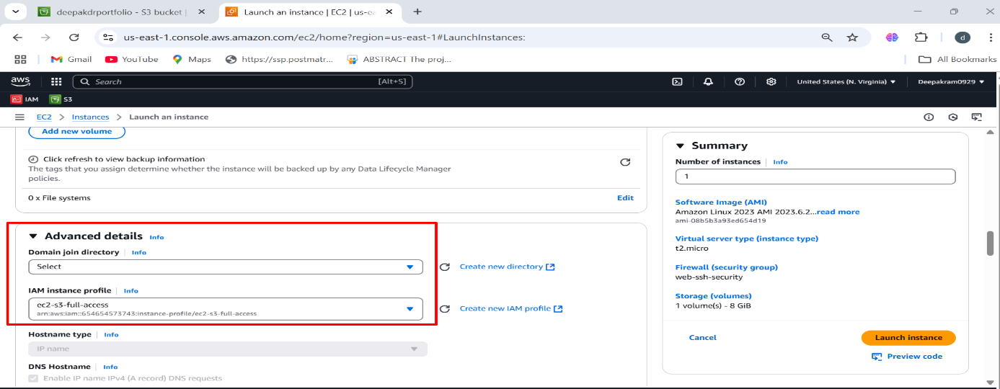 deepakdrportfolio - S3 bucket |
Launch an instance | EC2 | us-ea
us-east-1.console.aws.amazon.com/ec2/home?region=us-east-1#LaunchInstances:
d
Gmail
YouTube
Maps
https://ssp.postmatr...
ABSTRACT The proj...
All Bookmarks
aws
Search
[Alt+S]
United States (N. Virginia)
Deepakram0929
IAM
S3
EC2 > Instances > Launch an instance
Add new volume
Click refresh to view backup information
The tags that you assign determine whether the instance will be backed up by any Data Lifecycle Manager
policies.
0 x File systems
Edit
Advanced details Info
Domain join directory | Info
Select
Create new directory
IAM instance profile | Info
ec2-s3-full-access
arn:aws:iam::654654573743:instance-profile/ec2-s3-full-access
Create new IAM profile
Hostname type | Info
IP name
DNS Hostname | Info
Enable IP name IPv4 (A record) DNS requests
Summary
Number of instances | Info
1
Software Image (AMI)
Amazon Linux 2023 AMI 2023.6.2...read more
ami-08b5b3a93ed654d19
Virtual server type (instance type)
t2.micro
Firewall (security group)
web-ssh-security
Storage (volumes)
1 volume(s) - 8 GiB
Cancel
Launch instance
Preview code